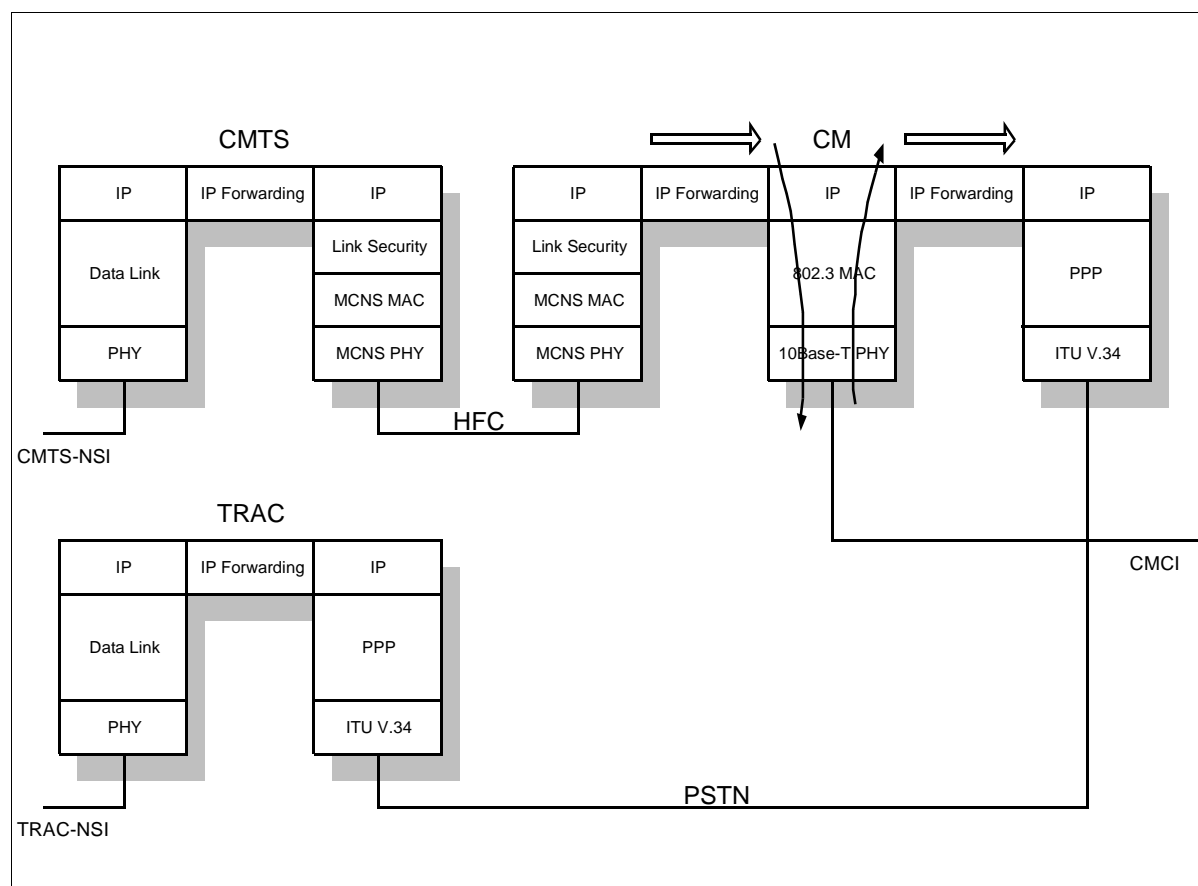 CMTS
CM
IP
IP Forwarding
IP
IP
IP Forwarding
IP
IP Forwarding
IP
Data Link
Link Security
Link Security
802.3 MAC
PPP
MCNS MAC
MCNS MAC
PHY
MCNS PHY
MCNS PHY
10Base-T PHY
ITU V.34
HFC
CMTS-NSI
TRAC
IP
IP Forwarding
IP
CMCI
Data Link
PPP
PHY
ITU V.34
PSTN
TRAC-NSI